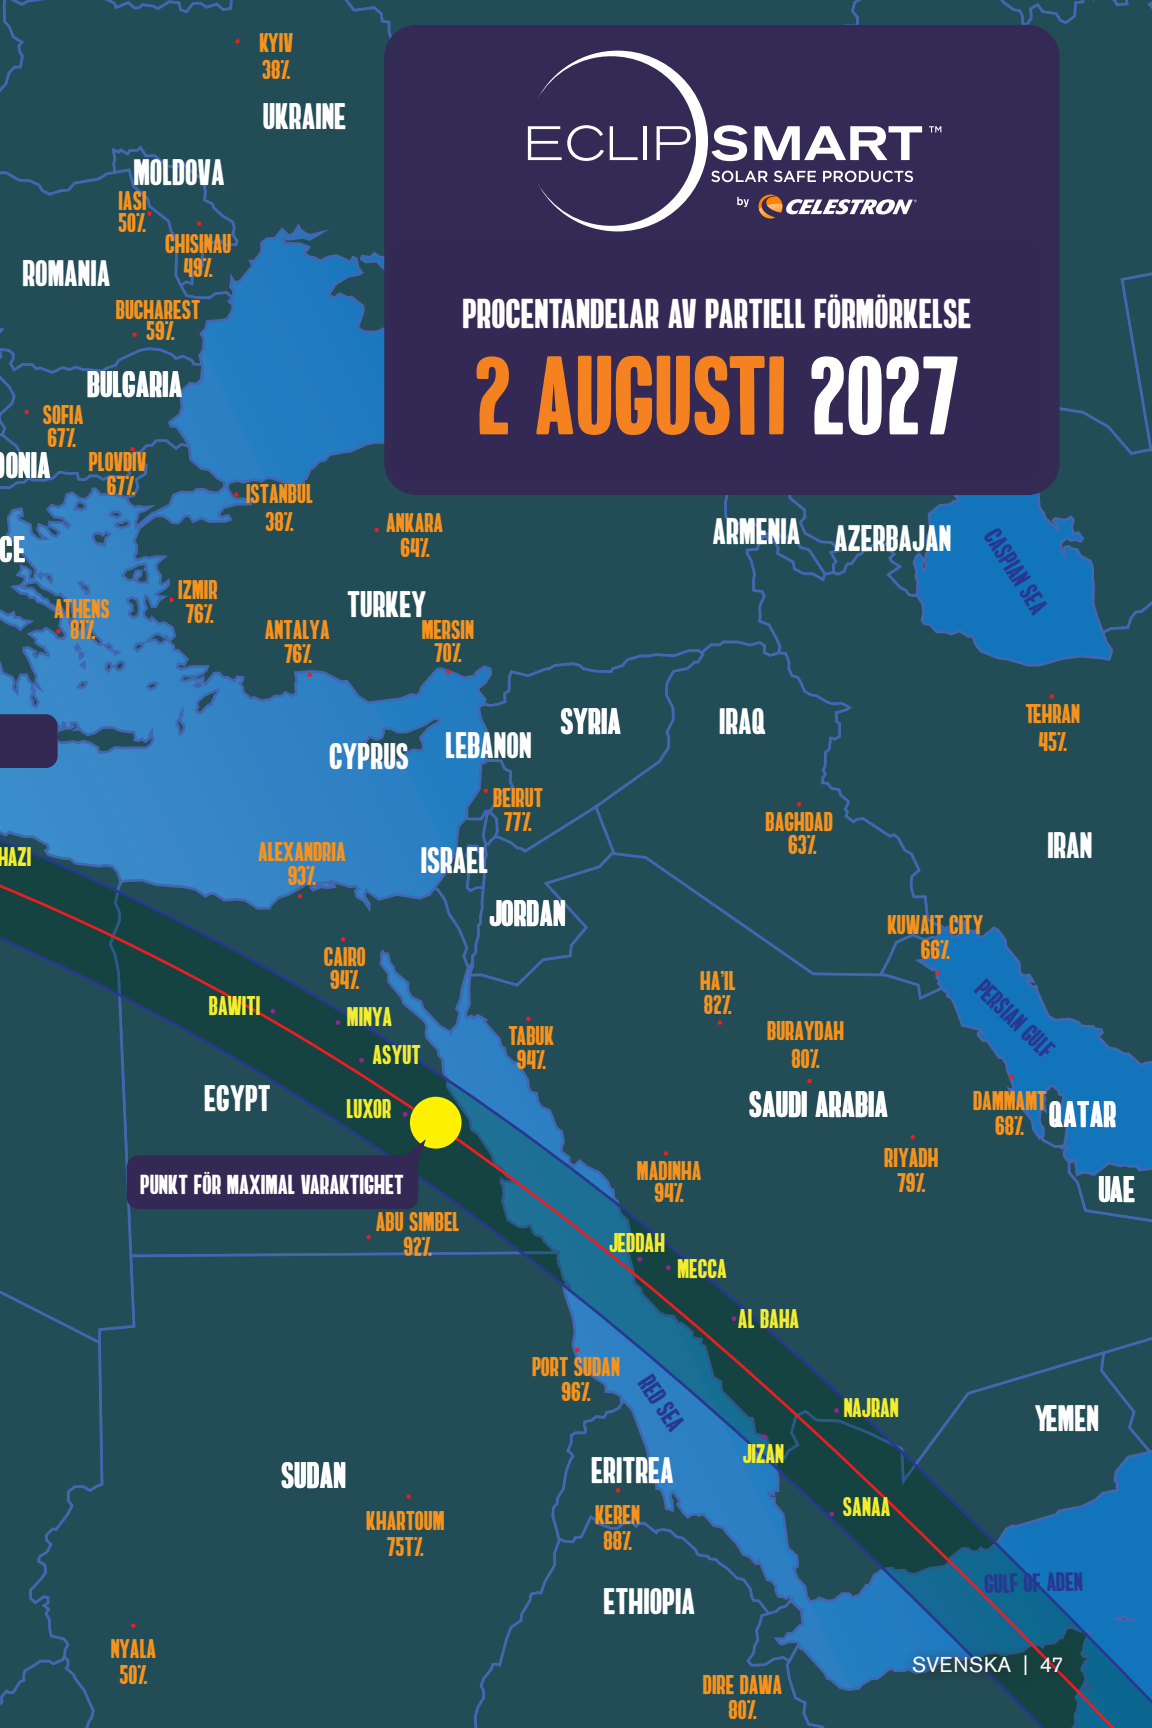 KYIV
38%
UKRAINE
ECLIPSMART™
SOLAR SAFE PRODUCTS
by CELESTRON®
PROCENTANDELAR AV PARTIELL FÖRMÖRKELSE
2 AUGUSTI 2027
MOLDOVA
IASI
50%
CHISINAU
49%
ROMANIA
BUCHAREST
59%
BULGARIA
SOFIA
67%
DONIA
PLOVDIV
67%
ISTANBUL
38%
ANKARA
64%
ARMENIA
AZERBAJAN
CASPIAN SEA
CE
IZMIR
76%
ATHENS
81%
TURKEY
ANTALYA
76%
MERSIN
70%
SYRIA
IRAQ
TEHRAN
45%
CYPRUS
LEBANON
BEIRUT
77%
BAGHDAD
63%
IRAN
HAZI
ALEXANDRIA
93%
ISRAEL
JORDAN
KUWAIT CITY
66%
CAIRO
94%
HA'IL
82%
PERSIAN GULF
BAWITI
MINYA
TABUK
94%
BURAYDAH
80%
ASYUT
EGYPT
LUXOR
SAUDI ARABIA
DAMMAMT
68%
QATAR
PUNKT FÖR MAXIMAL VARAKTIGHET
MADINHA
94%
RIYADH
79%
UAE
ABU SIMBEL
92%
JEDDAH
MECCA
AL BAHA
PORT SUDAN
96%
RED SEA
NAJRAN
YEMEN
JIZAN
SUDAN
ERITREA
SANAA
KHARTOUM
75T%
KEREN
88%
GULF OF ADEN
ETHIOPIA
NYALA
50%
DIRE DAWA
80%
SVENSKA | 47